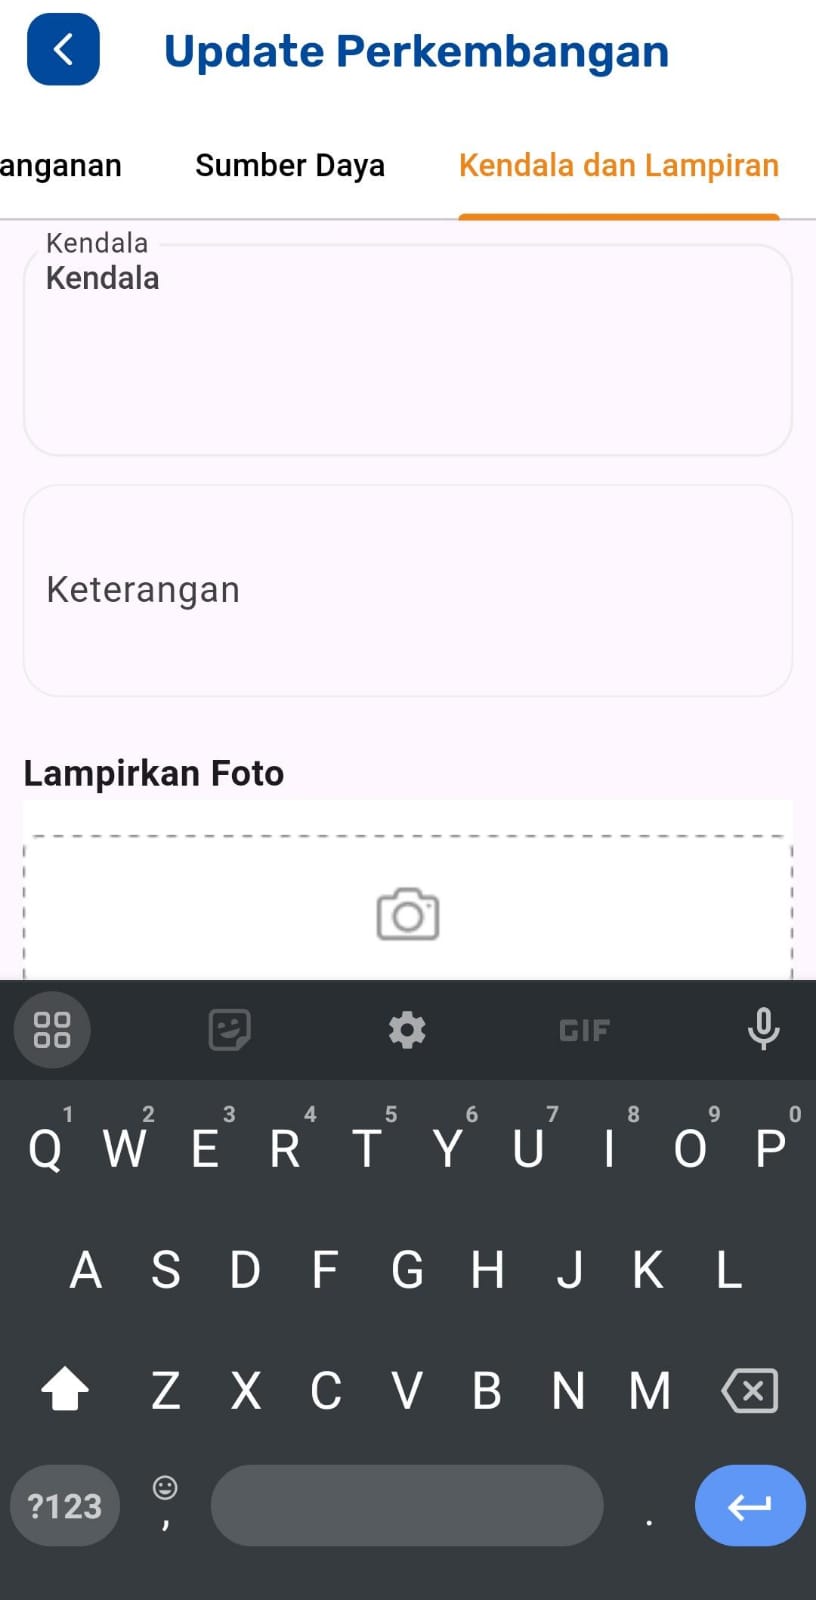 Update Perkembangan
anganan Sumber Daya Kendala dan Lampiran
Kendala
Kendala
Keterangan
Lampirkan Foto
GIF
1 2 3 4 5 6 7 8 9 0
Q W E R T Y U I O P
A S D F G H J K L
Z X C V B N M
?123 , .